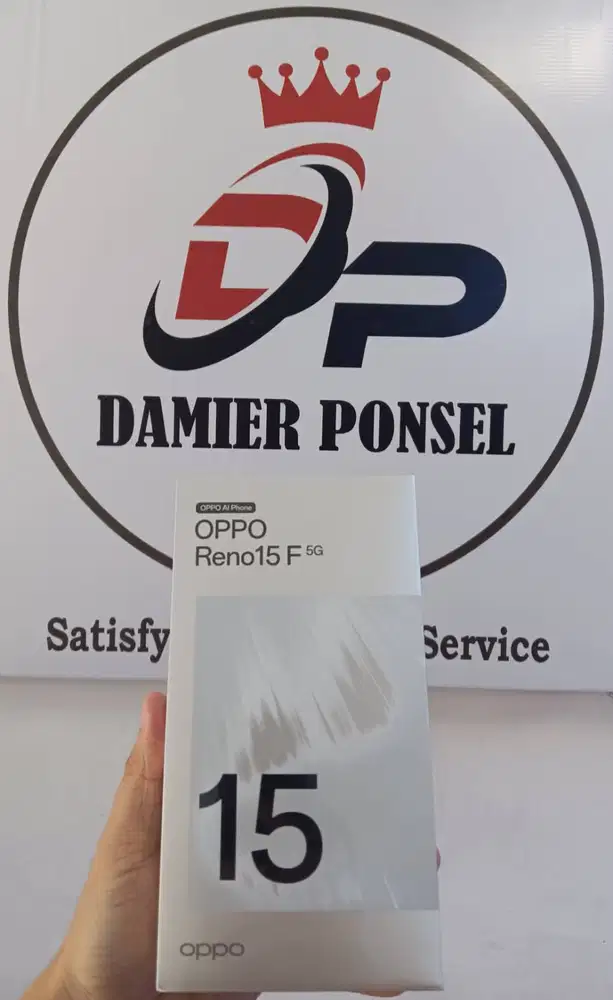 DP
DAMIER PONSEL
Satisfy Service
OPPO AI Phone
OPPO
Reno15 F 5G
15
oppo